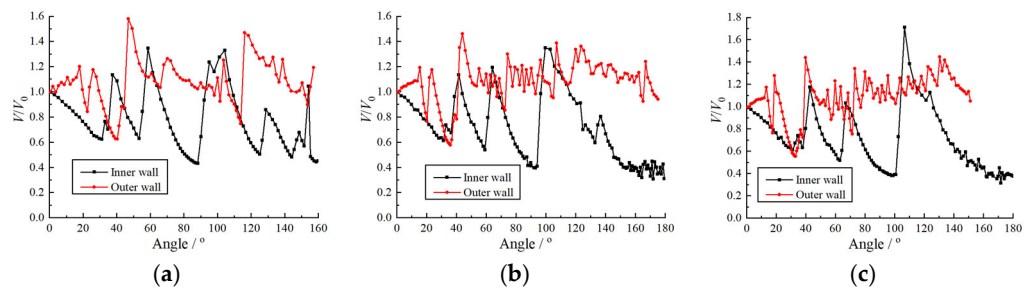 1.6
1.4
1.2
1.0
0.8
0.6
0.4
0.2
0.0
V/V0
Inner wall
Outer wall
0 20 40 60 80 100 120 140 160
Angle / º
(a)
1.6
1.4
1.2
1.0
0.8
0.6
0.4
0.2
0.0
V/V0
Inner wall
Outer wall
0 20 40 60 80 100 120 140 160 180
Angle / º
(b)
1.8
1.6
1.4
1.2
1.0
0.8
0.6
0.4
0.2
0.0
V/V0
Inner wall
Outer wall
0 20 40 60 80 100 120 140 160 180
Angle / º
(c)